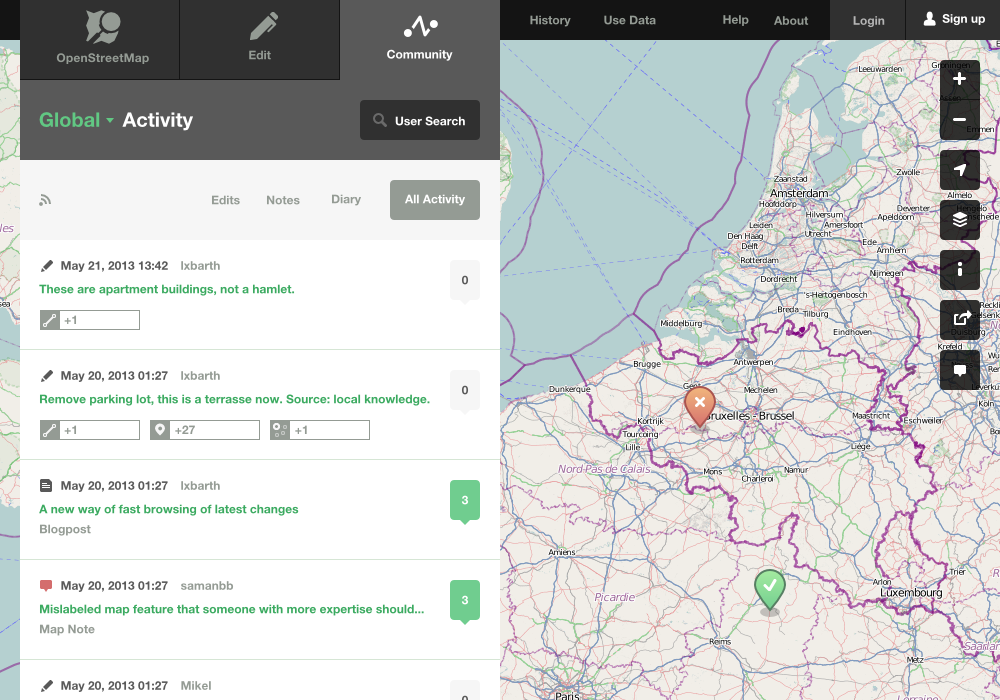 OpenStreetMap
Edit
Community
History
Use Data
Help
About
Login
Sign up
Global Activity
User Search
Edits
Notes
Diary
All Activity
May 21, 2013 13:42 lxbarth
These are apartment buildings, not a hamlet.
+1
0
May 20, 2013 01:27 lxbarth
Remove parking lot, this is a terrasse now. Source: local knowledge.
+1
+27
+1
0
May 20, 2013 01:27 lxbarth
A new way of fast browsing of latest changes
Blogpost
3
May 20, 2013 01:27 samanbb
Mislabeled map feature that someone with more expertise should...
Map Note
3
May 20, 2013 01:27 Mikel
0
Leeuwarden
Zwolle
Zaanstad
Amsterdam
Hoofddorp
Almelo
Hilversum
Deventer
Apeldoorn
Leiden
Amersfoort
Den Haag
Utrecht
Delft
Ede
Arnhem
Rotterdam
Dordrecht
Nijmegen
's-Hertogenbosch
Breda
Tilburg
Middelburg
Eindhoven
Duisburg
Krefeld
Brugge
Antwerpen
Dunkerque
Gent
Mechelen
Köln
Bruxelles - Brussel
Maastricht
Eschweiler
Kortrijk
Tourcoing
Lille
Liège
Nord Pas de Calais
Mons
Namur
Charleroi
Amiens
Trier
Arlon
Luxembourg
Picardie
Reims
Metz
Paris
Lorraine